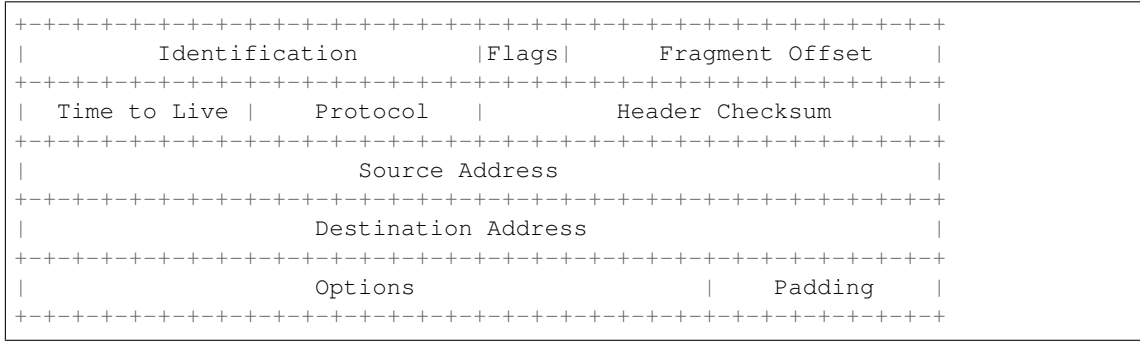 +-+-+-+-+-+-+-+-+-+-+-+-+-+-+-+-+-+-+-+-+-+-+-+-+-+-+-+-+-+-+-+-+
|         Identification        |Flags|      Fragment Offset    |
+-+-+-+-+-+-+-+-+-+-+-+-+-+-+-+-+-+-+-+-+-+-+-+-+-+-+-+-+-+-+-+-+
|  Time to Live |    Protocol   |         Header Checksum       |
+-+-+-+-+-+-+-+-+-+-+-+-+-+-+-+-+-+-+-+-+-+-+-+-+-+-+-+-+-+-+-+-+
|                       Source Address                          |
+-+-+-+-+-+-+-+-+-+-+-+-+-+-+-+-+-+-+-+-+-+-+-+-+-+-+-+-+-+-+-+-+
|                    Destination Address                        |
+-+-+-+-+-+-+-+-+-+-+-+-+-+-+-+-+-+-+-+-+-+-+-+-+-+-+-+-+-+-+-+-+
|                    Options                    |    Padding    |
+-+-+-+-+-+-+-+-+-+-+-+-+-+-+-+-+-+-+-+-+-+-+-+-+-+-+-+-+-+-+-+-+